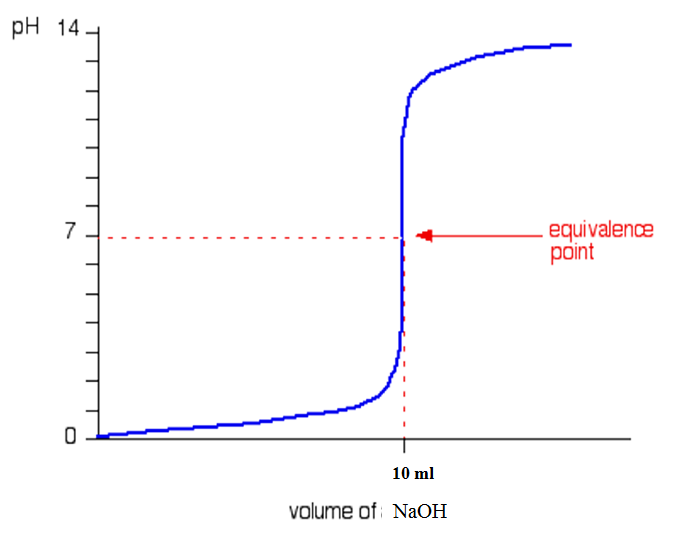 pH 14
7
equivalence
point
0
10 ml
volume of NaOH